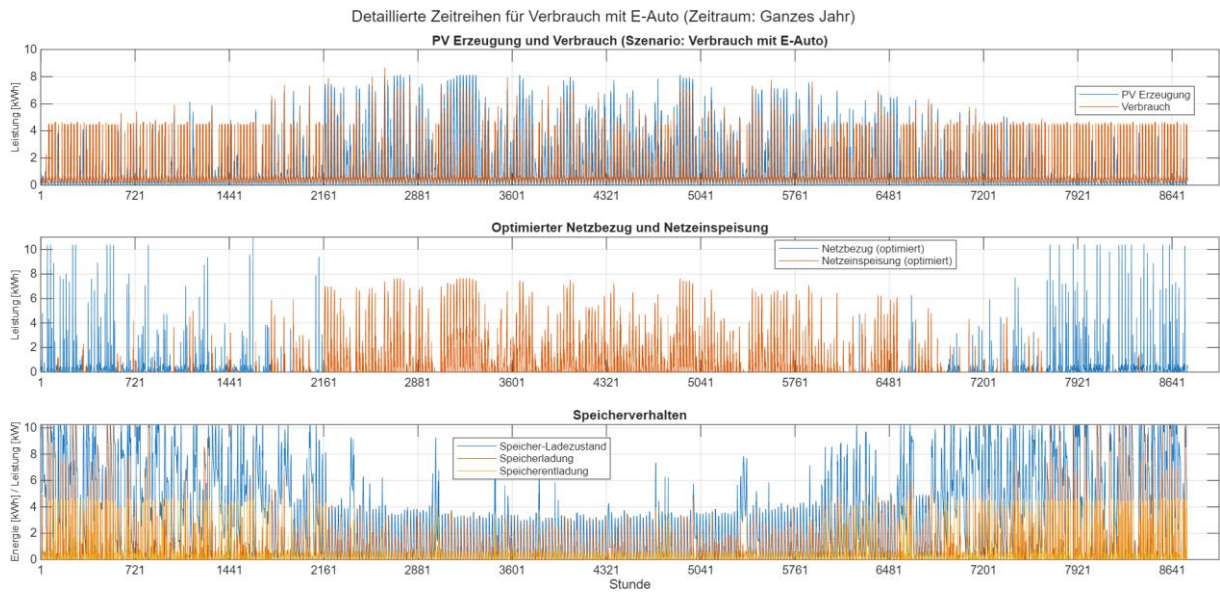 Detaillierte Zeitreihen für Verbrauch mit E-Auto (Zeitraum: Ganzes Jahr)
PV Erzeugung und Verbrauch (Szenario: Verbrauch mit E-Auto)
Leistung [kWh]
8
6
4
2
0
PV Erzeugung
Verbrauch
1 721 1441 2161 2881 3601 4321 5041 5761 6481 7201 7921 8641
Optimierter Netzbezug und Netzeinspeisung
Leistung [kWh]
10
8
6
4
2
0
Netzbezug (optimiert)
Netzeinspeisung (optimiert)
1 721 1441 2161 2881 3601 4321 5041 5761 6481 7201 7921 8641
Speicherverhalten
Energie [kWh] / Leistung [kW]
10
8
6
4
2
0
Speicher-Ladezustand
Speicherladung
Speicherentladung
1 721 1441 2161 2881 3601 4321 5041 5761 6481 7201 7921 8641
Stunde